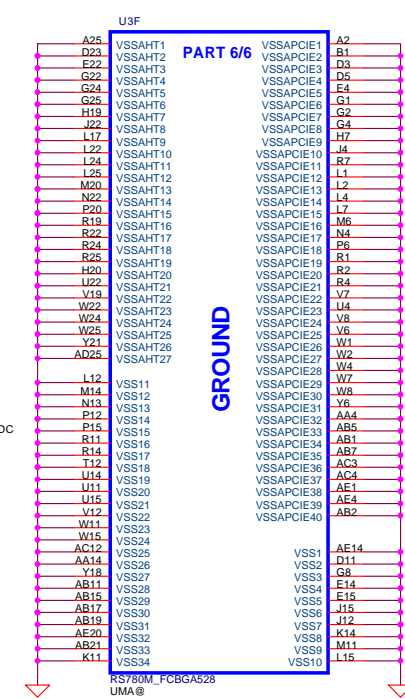 U3F
PART 6/6
A25 VSSAHT1 VSSAPCIE1 A2
D23 VSSAHT2 VSSAPCIE2 B1
E22 VSSAHT3 VSSAPCIE3 D3
G22 VSSAHT4 VSSAPCIE4 D5
G24 VSSAHT5 VSSAPCIE5 E4
G25 VSSAHT6 VSSAPCIE6 G1
H19 VSSAHT7 VSSAPCIE7 G2
J22 VSSAHT8 VSSAPCIE8 G4
L17 VSSAHT9 VSSAPCIE9 H7
L22 VSSAHT10 VSSAPCIE10 J4
L24 VSSAHT11 VSSAPCIE11 R7
L25 VSSAHT12 VSSAPCIE12 L1
M20 VSSAHT13 VSSAPCIE13 L2
N22 VSSAHT14 VSSAPCIE14 L4
P20 VSSAHT15 VSSAPCIE15 L7
R19 VSSAHT16 VSSAPCIE16 M6
R22 VSSAHT17 VSSAPCIE17 N4
R24 VSSAHT18 VSSAPCIE18 P6
R25 VSSAHT19 VSSAPCIE19 R1
H20 VSSAHT20 VSSAPCIE20 R2
U22 VSSAHT21 VSSAPCIE21 R4
V19 VSSAHT22 VSSAPCIE22 V7
W22 VSSAHT23 VSSAPCIE23 U4
W24 VSSAHT24 VSSAPCIE24 V8
W25 VSSAHT25 VSSAPCIE25 V6
Y21 VSSAHT26 VSSAPCIE26 W1
AD25 VSSAHT27 VSSAPCIE27 W2
VSSAPCIE28 W4
L12 VSS11 VSSAPCIE29 W7
M14 VSS12 VSSAPCIE30 W8
N13 VSS13 VSSAPCIE31 Y6
P12 VSS14 VSSAPCIE32 AA4
DC
P15 VSS15 VSSAPCIE33 AB5
R11 VSS16 VSSAPCIE34 AB1
R14 VSS17 VSSAPCIE35 AB7
T12 VSS18 VSSAPCIE36 AC3
U14 VSS19 VSSAPCIE37 AC4
U11 VSS20 VSSAPCIE38 AE1
U15 VSS21 VSSAPCIE39 AE4
V12 VSS22 VSSAPCIE40 AB2
W11 VSS23
W15 VSS24
AC12 VSS25 VSS1 AE14
AA14 VSS26 VSS2 D11
Y18 VSS27 VSS3 G8
AB11 VSS28 VSS4 E14
AB15 VSS29 VSS5 E15
AB17 VSS30 VSS6 J15
AB19 VSS31 VSS7 J12
AE20 VSS32 VSS8 K14
AB21 VSS33 VSS9 M11
K11 VSS34 VSS10 L15
GROUND
RS780M_FCBGA528
UMA@